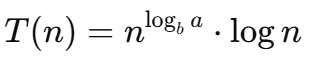 T(n) = n^{\log_b a} · log n